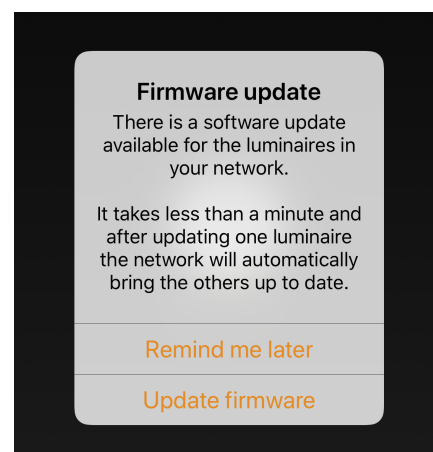 Firmware update
There is a software update
available for the luminaires in
your network.
It takes less than a minute and
after updating one luminaire
the network will automatically
bring the others up to date.
Remind me later
Update firmware